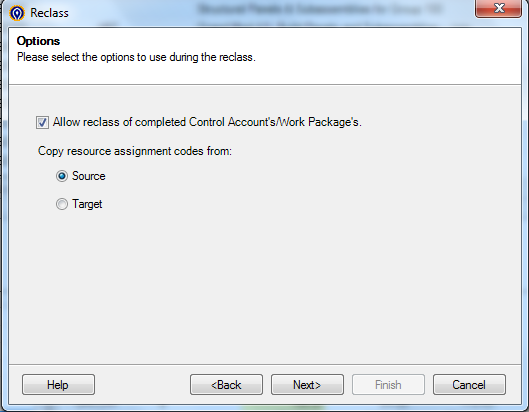 Reclass
Options
Please select the options to use during the reclass.
Allow reclass of completed Control Account's/Work Package's.
Copy resource assignment codes from:
Source
Target
Help
<Back
Next>
Finish
Cancel